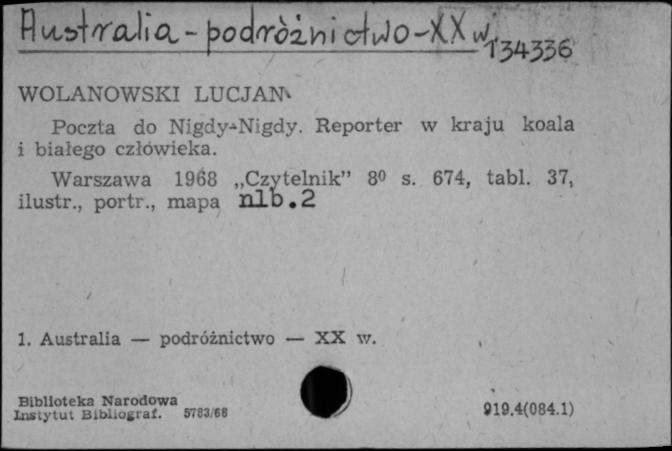 Australia - podróżnictwo - XX w.
134336
WOLANOWSKI LUCJAN
Poczta do Nigdy-Nigdy. Reporter w kraju koala
i białego człowieka.
Warszawa 1968 „Czytelnik” 8⁰ s. 674, tabl. 37,
ilustr., portr., mapa nlb.2
1. Australia — podróżnictwo — XX w.
Biblioteka Narodowa
Instytut Bibliograf. 5783/68
919.4(084.1)